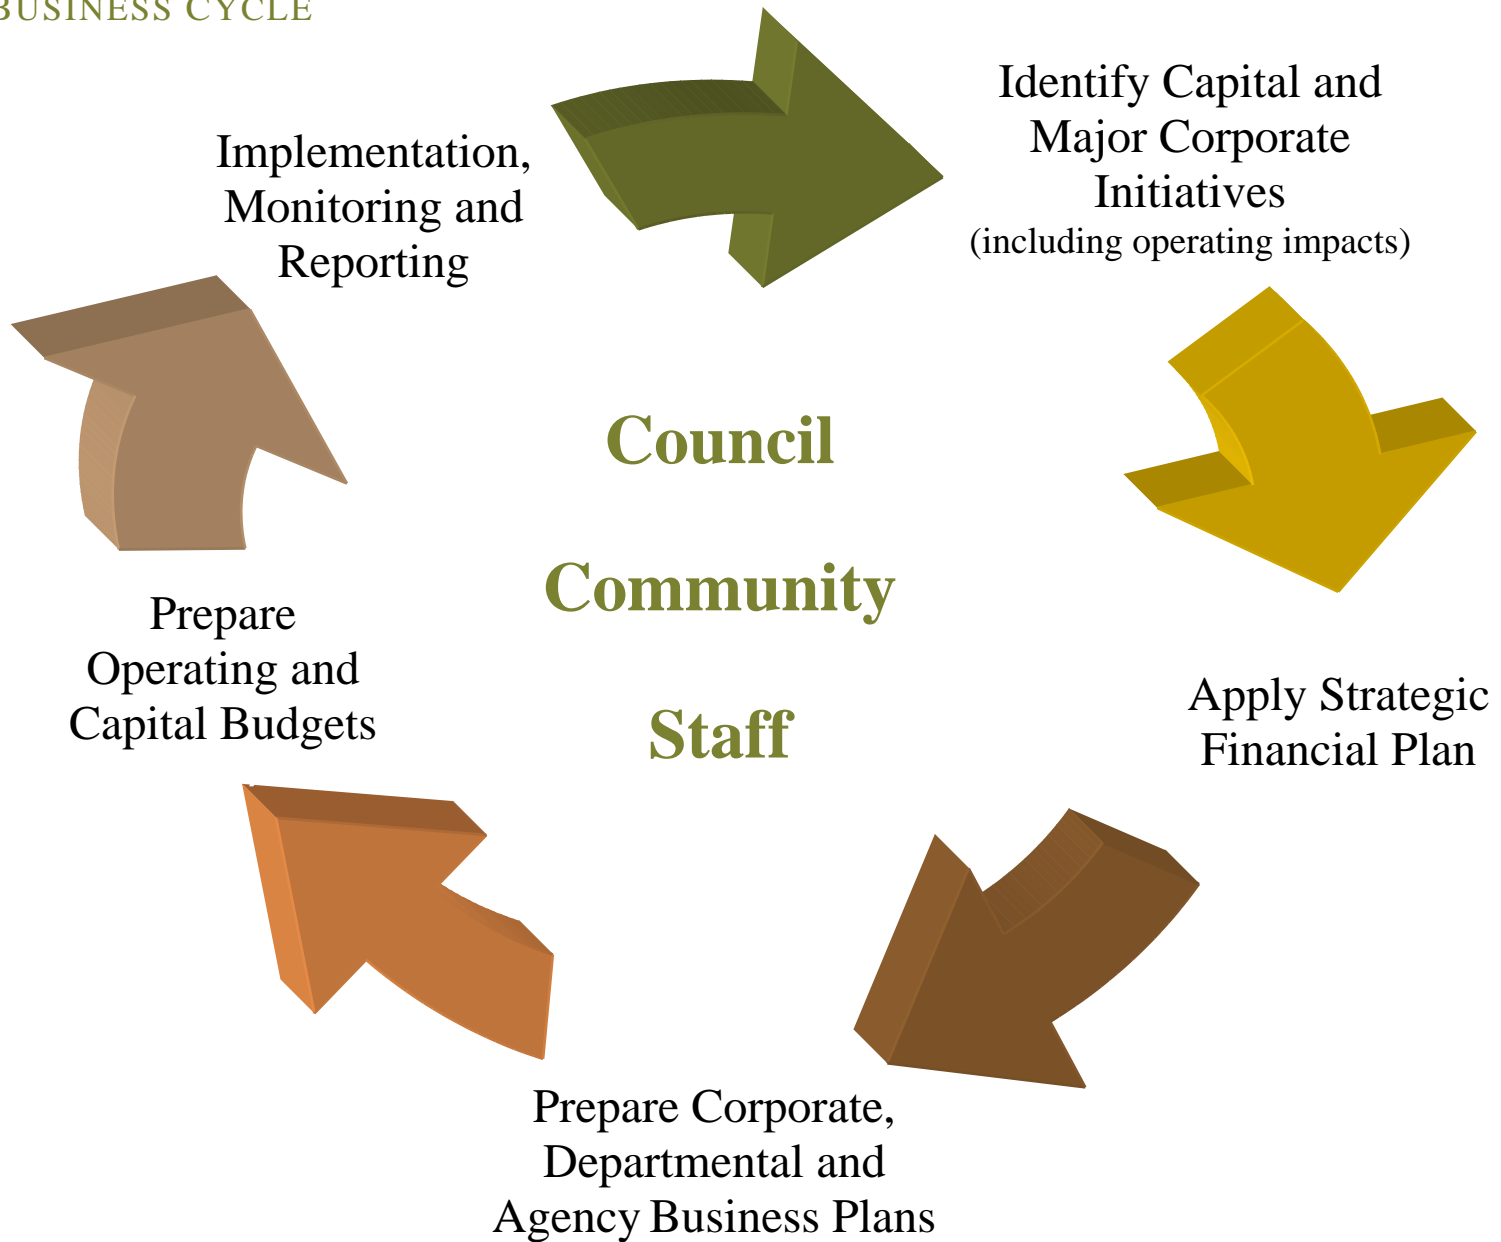 BUSINESS CYCLE
Identify Capital and
Major Corporate
Initiatives
(including operating impacts)
Implementation,
Monitoring and
Reporting
Council
Community
Staff
Prepare
Operating and
Capital Budgets
Apply Strategic
Financial Plan
Prepare Corporate,
Departmental and
Agency Business Plans